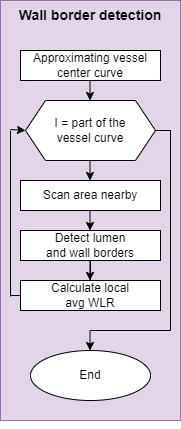 Wall border detection
Approximating vessel
center curve
I = part of the
vessel curve
Scan area nearby
Detect lumen
and wall borders
Calculate local
avg WLR
End